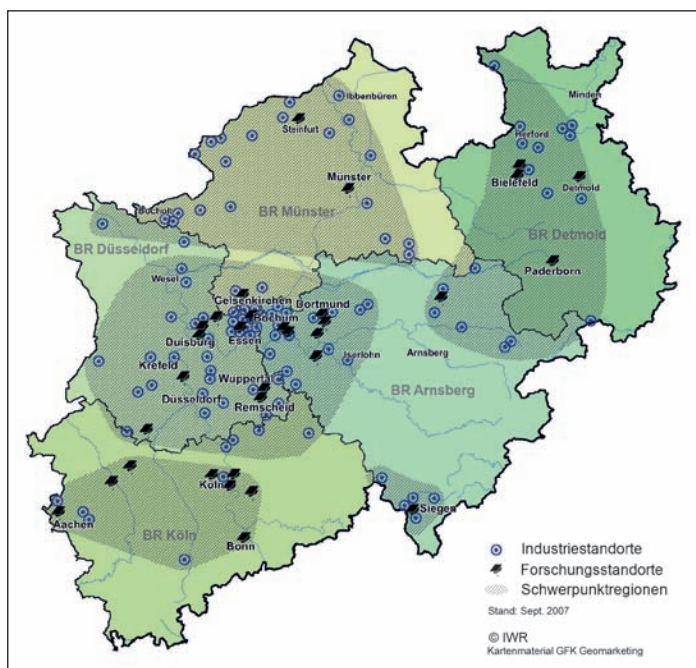 Ibbenbüren
Minden
Steinfurt
Herford
Münster
Bielefeld
Detmold
Bocholt
BR Münster
BR Detmold
BR Düsseldorf
Paderborn
Wesel
Gelsenkirchen
Dortmund
Bochum
Duisburg
Essen
Iserlohn
Arnsberg
Krefeld
Wuppertal
BR Arnsberg
Düsseldorf
Remscheid
Köln
Siegen
Aachen
BR Köln
Bonn
Industriestandorte
Forschungsstandorte
Schwerpunktregionen
Stand: Sept. 2007
© IWR
Kartenmaterial GFK Geomarketing